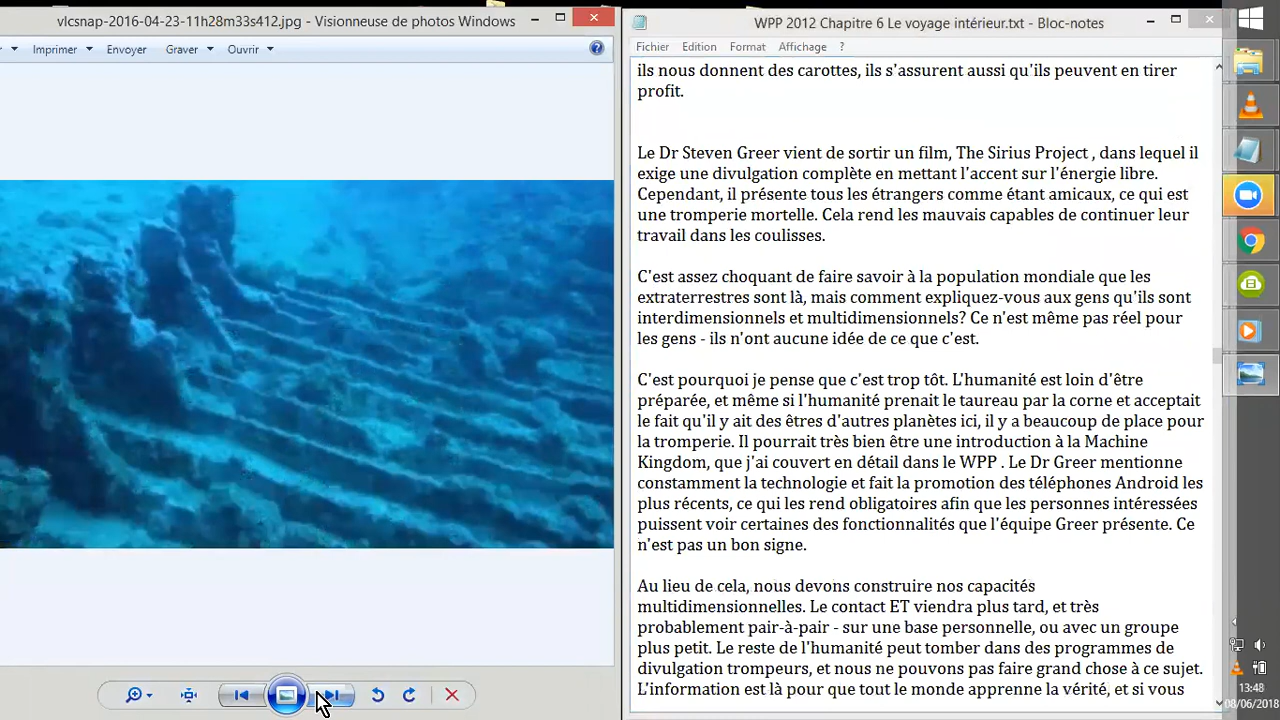 vlcsnap-2016-04-23-11h28m33s412.jpg - Visionneuse de photos Windows
Imprimer Envoyer Graver Ouvrir
WPP 2012 Chapitre 6 Le voyage intérieur.txt - Bloc-notes
Fichier Edition Format Affichage ?
ils nous donnent des carottes, ils s'assurent aussi qu'ils peuvent en tirer
profit.
Le Dr Steven Greer vient de sortir un film, The Sirius Project , dans lequel il
exige une divulgation complète en mettant l'accent sur l'énergie libre.
Cependant, il présente tous les étrangers comme étant amicaux, ce qui est
une tromperie mortelle. Cela rend les mauvais capables de continuer leur
travail dans les coulisses.
C'est assez choquant de faire savoir à la population mondiale que les
extraterrestres sont là, mais comment expliquez-vous aux gens qu'ils sont
interdimensionnels et multidimensionnels? Ce n'est même pas réel pour
les gens - ils n'ont aucune idée de ce que c'est.
C'est pourquoi je pense que c'est trop tôt. L'humanité est loin d'être
préparée, et même si l'humanité prenait le taureau par la corne et acceptait
le fait qu'il y ait des êtres d'autres planètes ici, il y a beaucoup de place pour
la tromperie. Il pourrait très bien être une introduction à la Machine
Kingdom, que j'ai couvert en détail dans le WPP . Le Dr Greer mentionne
constamment la technologie et fait la promotion des téléphones Android les
plus récents, ce qui les rend obligatoires afin que les personnes intéressées
puissent voir certaines des fonctionnalités que l'équipe Greer présente. Ce
n'est pas un bon signe.
Au lieu de cela, nous devons construire nos capacités
multidimensionnelles. Le contact ET viendra plus tard, et très
probablement pair-à-pair - sur une base personnelle, ou avec un groupe
plus petit. Le reste de l'humanité peut tomber dans des programmes de
divulgation trompeurs, et nous ne pouvons pas faire grand chose à ce sujet.
L'information est là pour que tout le monde apprenne la vérité, et si vous
13:48
08/06/2018